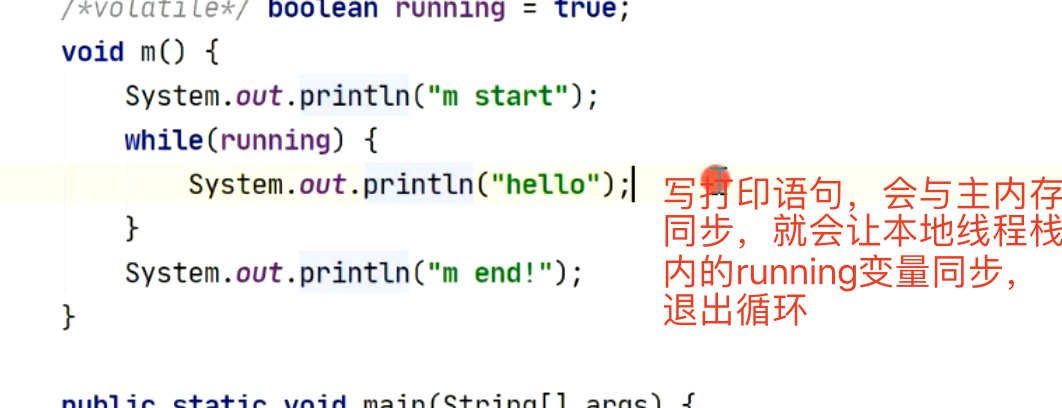 /*volatile*/ boolean running = true;
void m() {
System.out.println("m start");
while(running) {
System.out.println("hello");
写打印语句，会与主内存
同步，就会让本地线程栈
内的running变量同步，
退出循环
}
System.out.println("m end!");
}
public static void main(String[] args) {